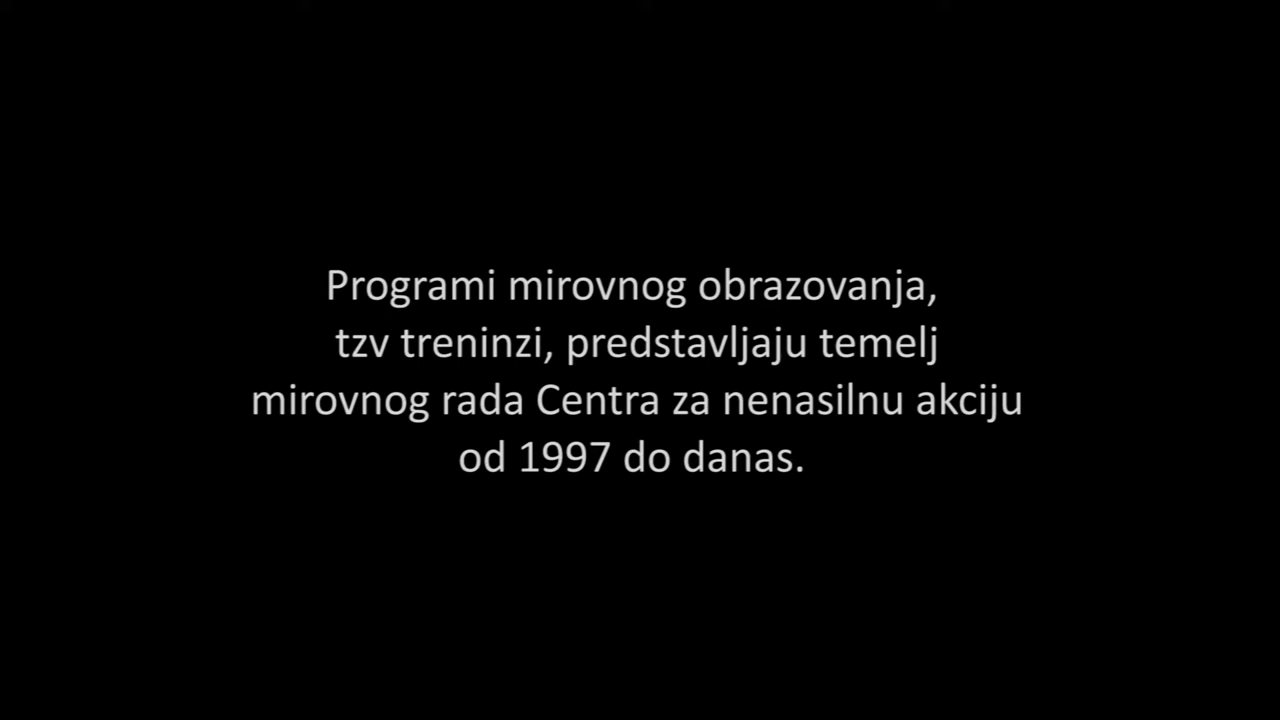 Programi mirovnog obrazovanja,
tzv treninzi, predstavljaju temelj
mirovnog rada Centra za nenasilnu akciju
od 1997 do danas.